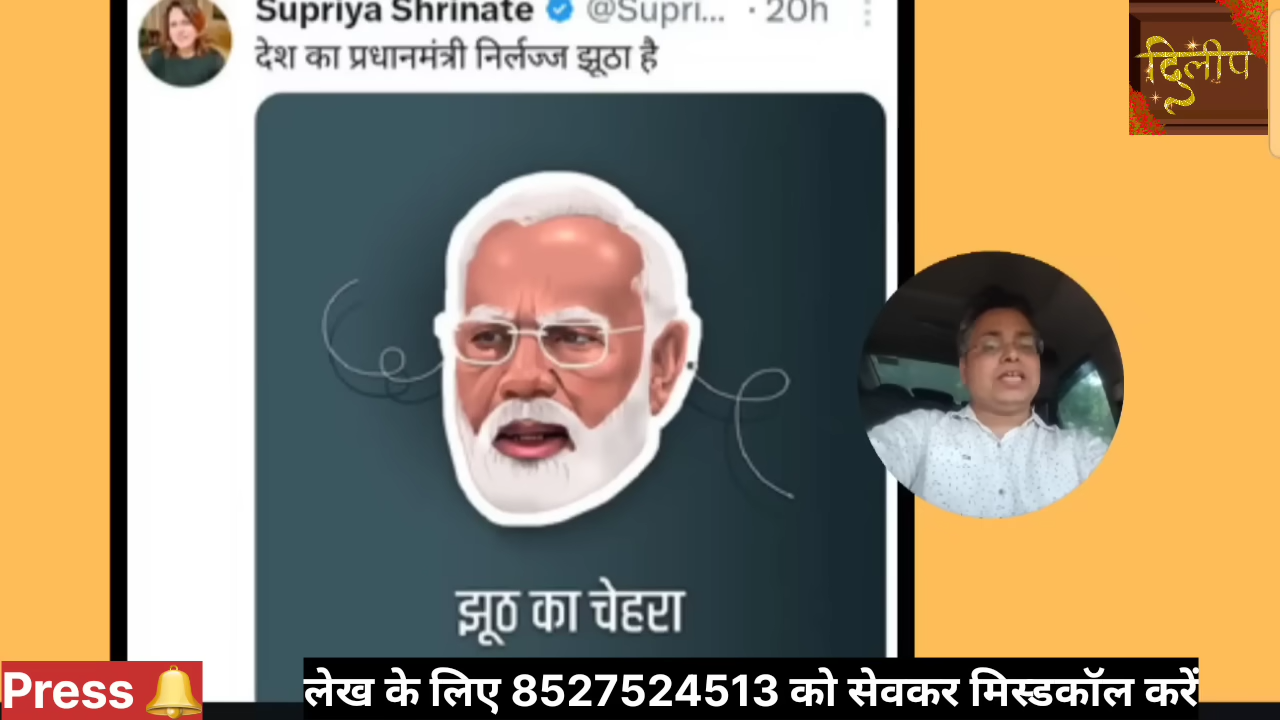 Supriya Shrinate @Supri... · 20h
देश का प्रधानमंत्री निर्लज्ज झूठा है
दिलीप
झूठ का चेहरा
Press
लेख के लिए 8527524513 को सेवकर मिस्डकॉल करें